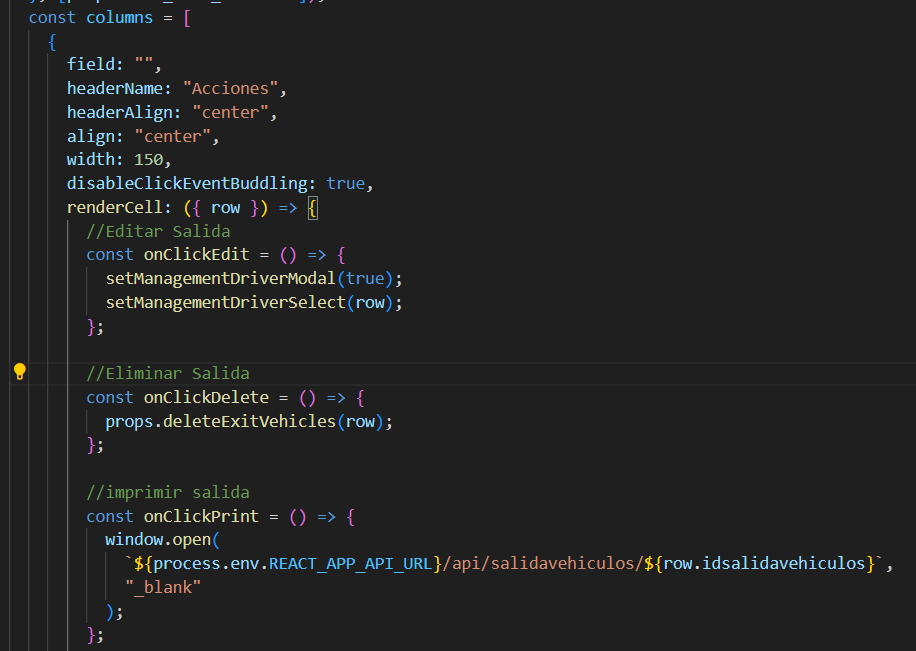 const columns = [
{
field: "",
headerName: "Acciones",
headerAlign: "center",
align: "center",
width: 150,
disableClickEventBuddling: true,
renderCell: ({ row }) => {
//Editar Salida
const onClickEdit = () => {
setManagementDriverModal(true);
setManagementDriverSelect(row);
};
//Eliminar Salida
const onClickDelete = () => {
props.deleteExitVehicles(row);
};
//imprimir salida
const onClickPrint = () => {
window.open(
`${process.env.REACT_APP_API_URL}/api/salidavehiculos/${row.idsalidavehiculos}`,
"_blank"
);
};